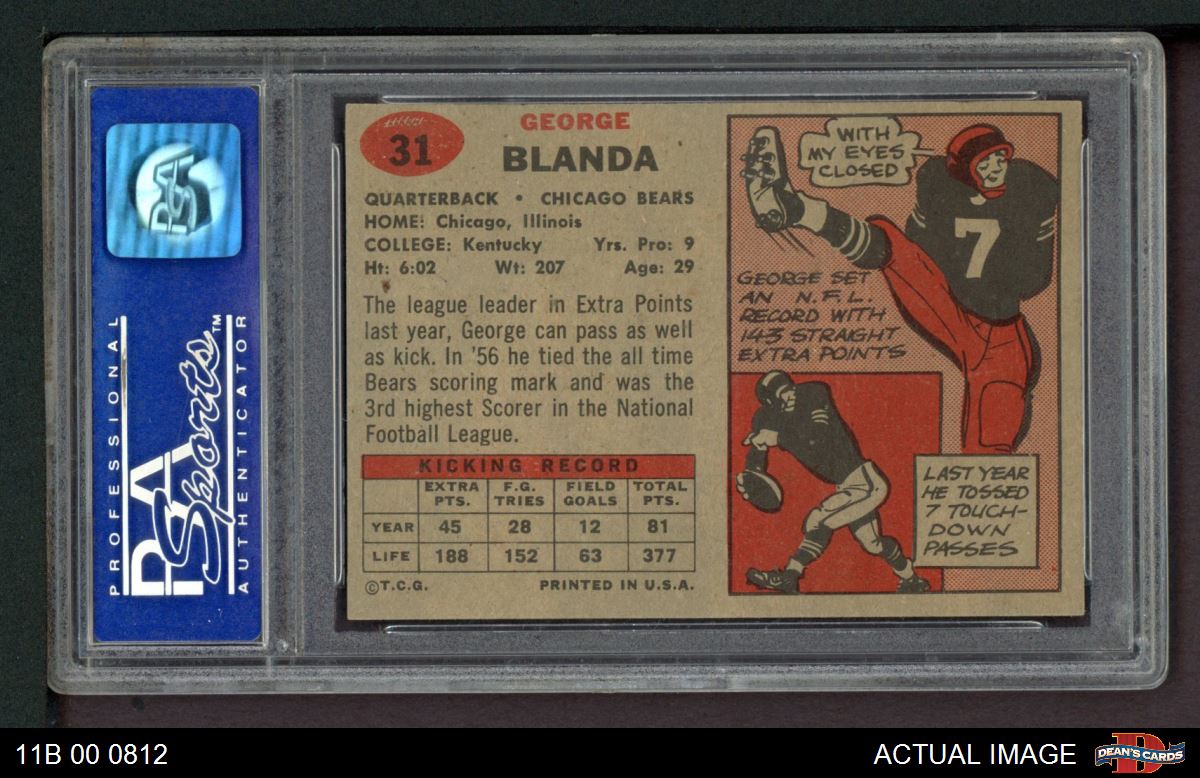 PROFESSIONAL
PSA
Sports™
AUTHENTICATOR
PSA
31
GEORGE
BLANDA
QUARTERBACK • CHICAGO BEARS
HOME: Chicago, Illinois
COLLEGE: Kentucky Yrs. Pro: 9
Ht: 6:02 Wt: 207 Age: 29
The league leader in Extra Points
last year, George can pass as well
as kick. In '56 he tied the all time
Bears scoring mark and was the
3rd highest Scorer in the National
Football League.
KICKING RECORD
EXTRA PTS. F.G. TRIES FIELD GOALS TOTAL PTS.
YEAR 45 28 12 81
LIFE 188 152 63 377
©T.C.G. PRINTED IN U.S.A.
WITH
MY EYES
CLOSED
7
GEORGE SET
AN N.F.L.
RECORD WITH
143 STRAIGHT
EXTRA POINTS
LAST YEAR
HE TOSSED
7 TOUCH-
DOWN
PASSES
11B 00 0812
ACTUAL IMAGE
D
DEAN'S CARDS